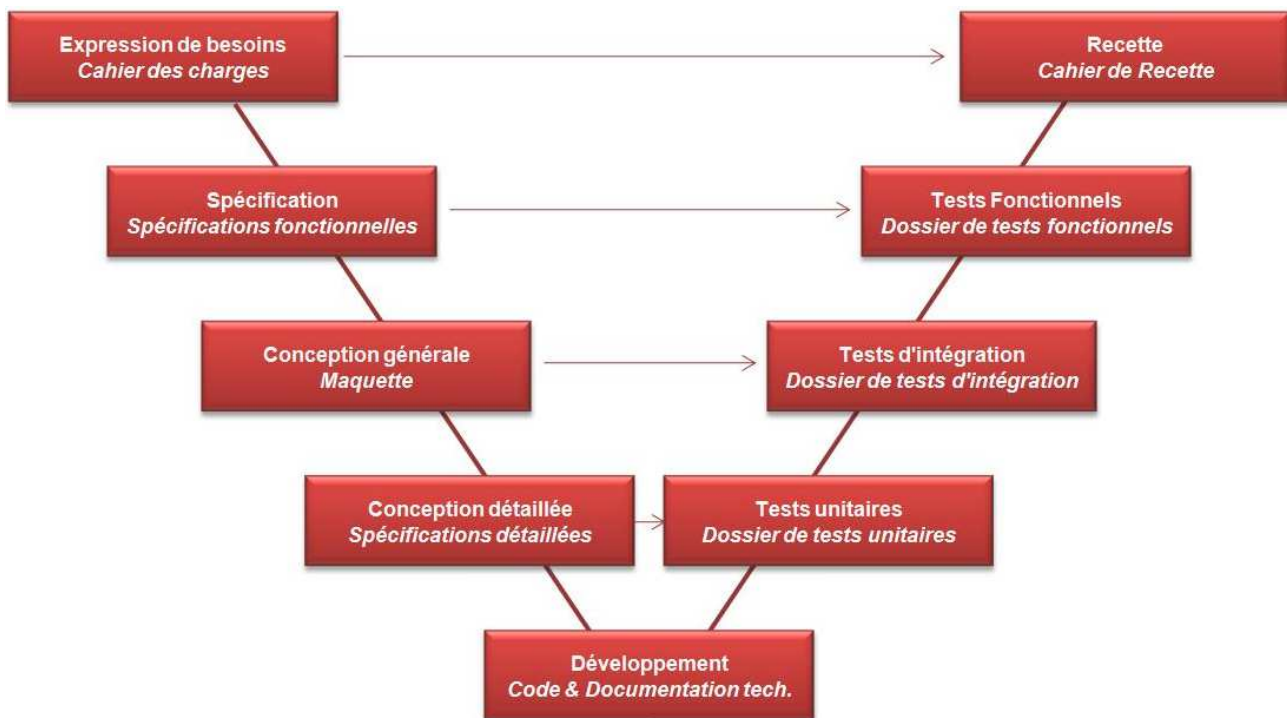 Expression de besoins
Cahier des charges
Recette
Cahier de Recette
Spécification
Spécifications fonctionnelles
Tests Fonctionnels
Dossier de tests fonctionnels
Conception générale
Maquette
Tests d'intégration
Dossier de tests d'intégration
Conception détaillée
Spécifications détaillées
Tests unitaires
Dossier de tests unitaires
Développement
Code & Documentation tech.